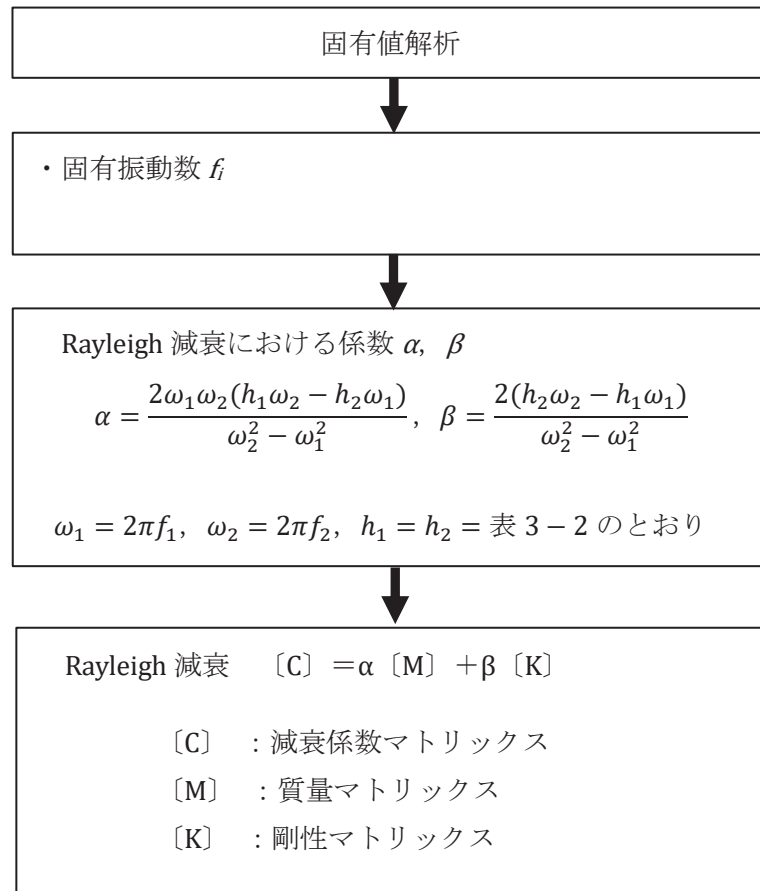 固有値解析
・固有振動数 fᵢ
Rayleigh 減衰における係数 α, β
α = 2ω₁ω₂(h₁ω₂ − h₂ω₁) / (ω₂² − ω₁²), β = 2(h₂ω₂ − h₁ω₁) / (ω₂² − ω₁²)
ω₁ = 2πf₁, ω₂ = 2πf₂, h₁ = h₂ = 表 3 − 2 のとおり
Rayleigh 減衰 〔C〕＝α〔M〕＋β〔K〕
〔C〕 ：減衰係数マトリックス
〔M〕 ：質量マトリックス
〔K〕 ：剛性マトリックス